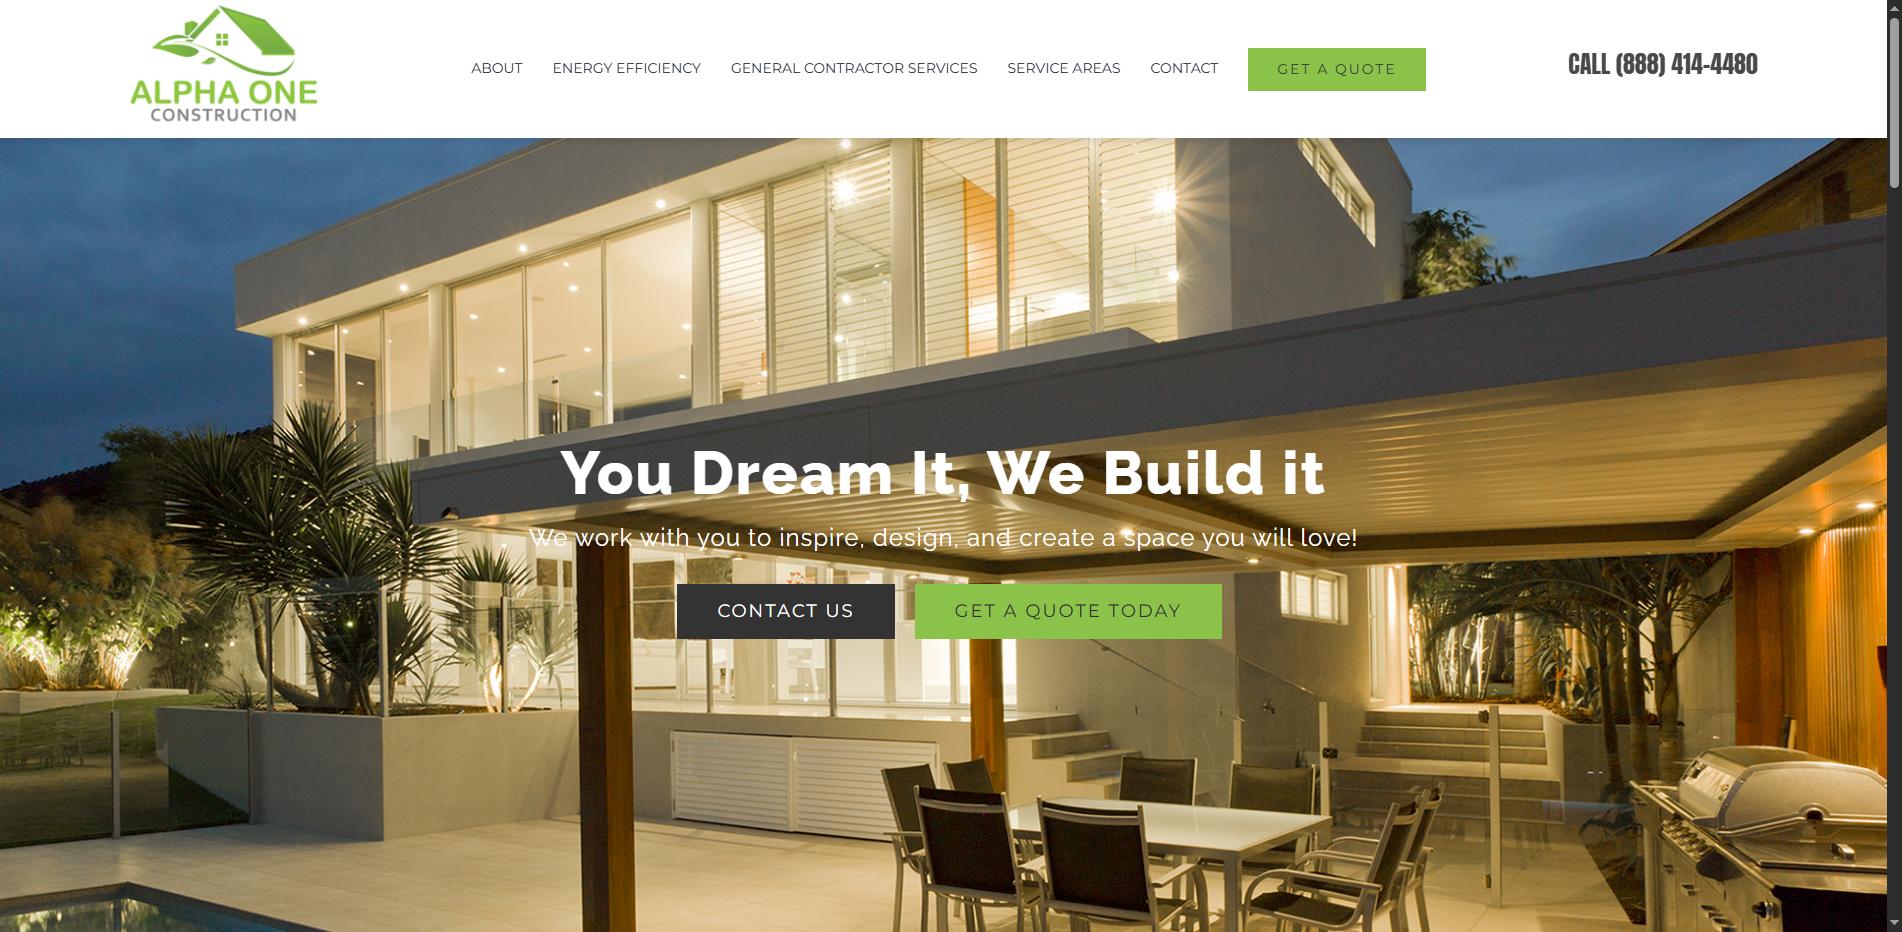 ALPHA ONE
CONSTRUCTION
ABOUT
ENERGY EFFICIENCY
GENERAL CONTRACTOR SERVICES
SERVICE AREAS
CONTACT
GET A QUOTE
CALL (888) 414-4480
You Dream It, We Build it
We work with you to inspire, design, and create a space you will love!
CONTACT US
GET A QUOTE TODAY